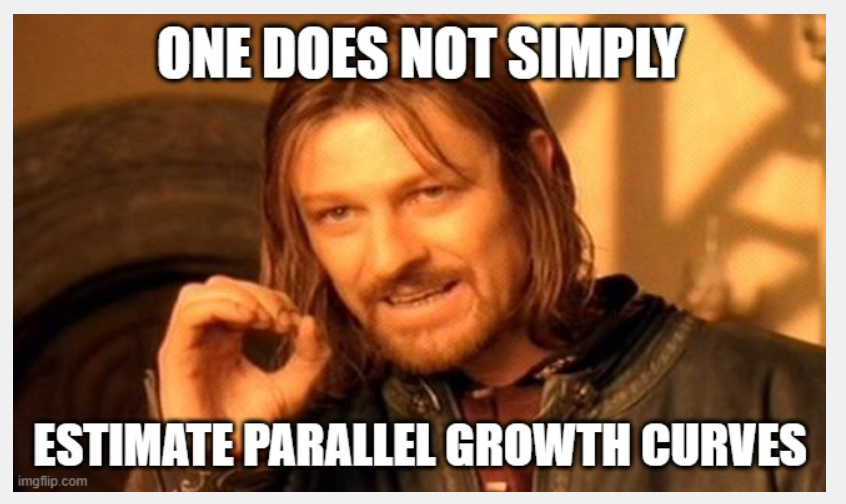 ONE DOES NOT SIMPLY
ESTIMATE PARALLEL GROWTH CURVES
imgflip.com